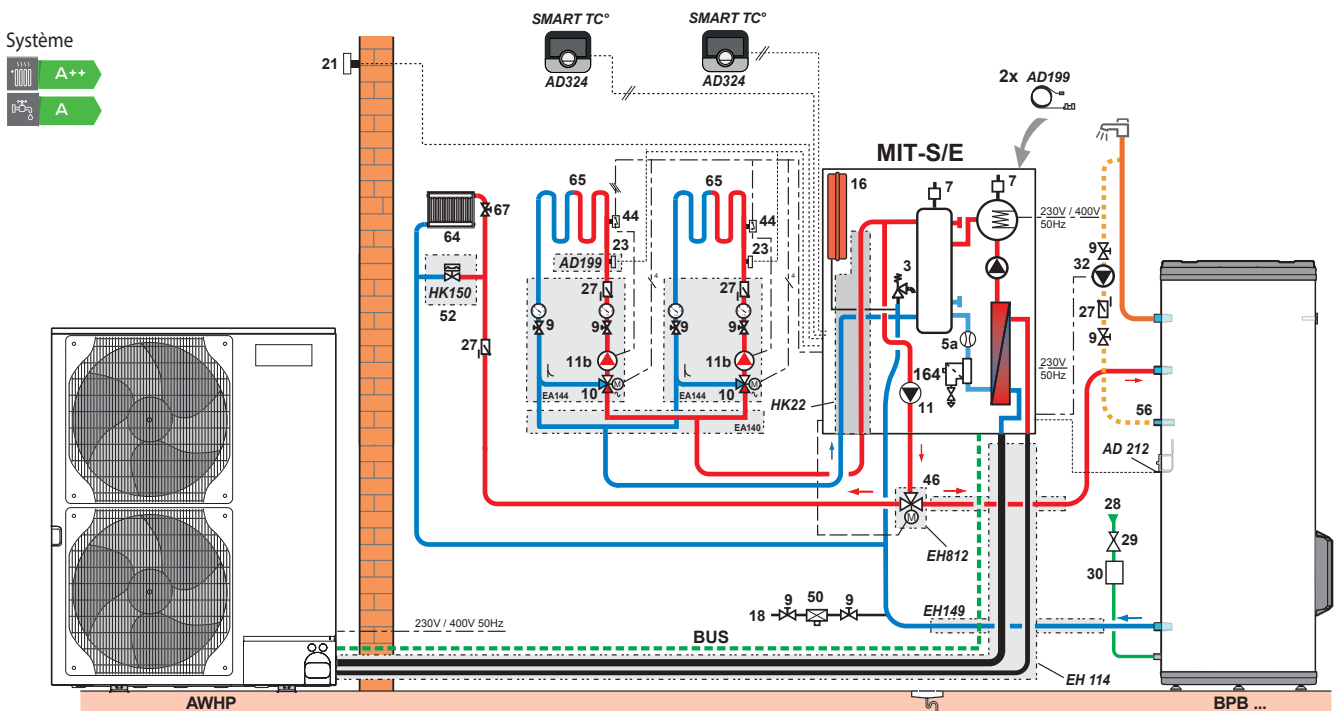 Système
A++
A
SMART TC°
AD324
SMART TC°
AD324
2x AD199
21
MIT-S/E
16
7
7
230V / 400V
50Hz
65
65
67
64
44
44
23
23
AD199
3
9
32
27
9
HK150
52
27
27
27
9
9
9
9
11b
11b
5a
164
11
230V
50Hz
10
10
EA144
EA144
EA140
HK22
56
AD 212
46
EH812
28
29
30
18
9
50
9
EH149
230V / 400V 50Hz
BUS
EH 114
AWHP
BPB ...
M
M
M
4
4